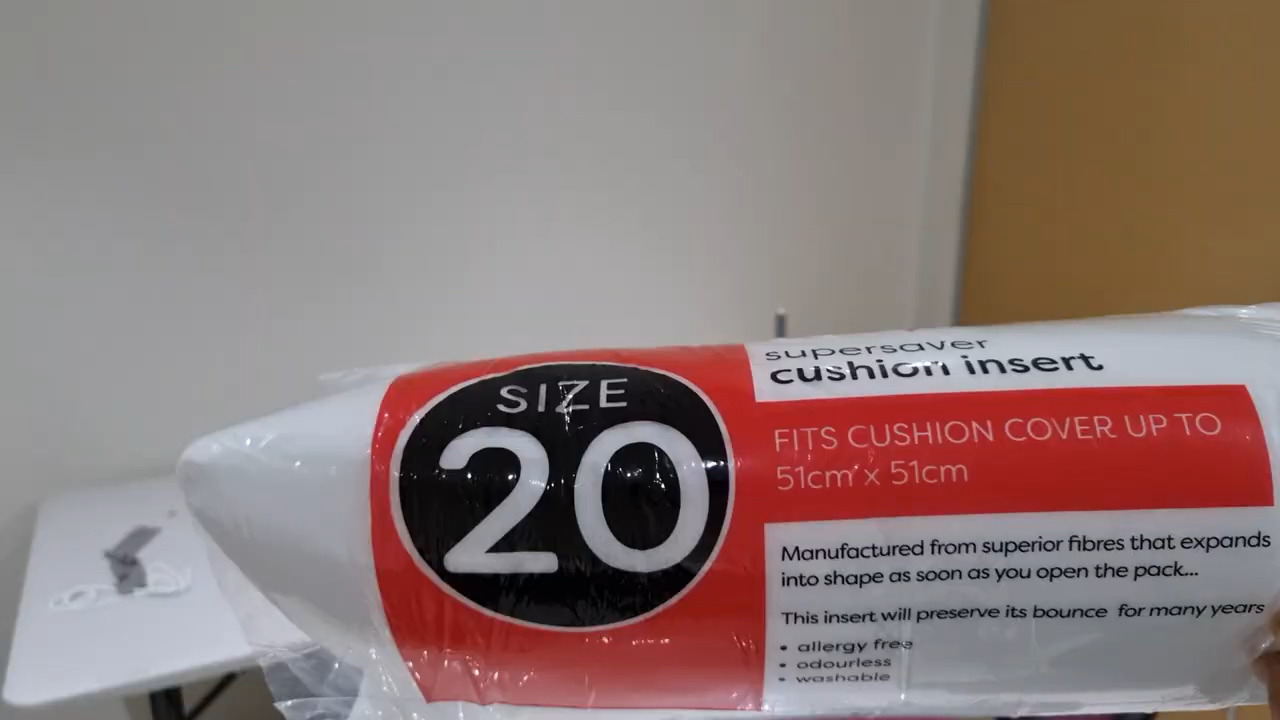 SIZE
20
supersaver
cushion insert
FITS CUSHION COVER UP TO
51cm x 51cm
Manufactured from superior fibres that expands
into shape as soon as you open the pack...
This insert will preserve its bounce for many years
• allergy free
• odourless
• washable